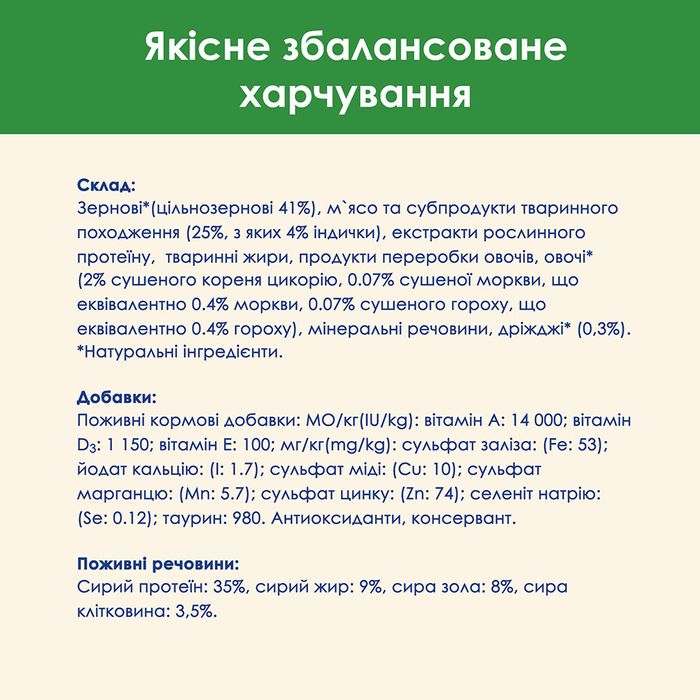 Якісне збалансоване
харчування
Склад:
Зернові*(цільнозернові 41%), м`ясо та субпродукти тваринного
походження (25%, з яких 4% індички), екстракти рослинного
протеїну, тваринні жири, продукти переробки овочів, овочі*
(2% сушеного кореня цикорію, 0.07% сушеної моркви, що
еквівалентно 0.4% моркви, 0.07% сушеного гороху, що
еквівалентно 0.4% гороху), мінеральні речовини, дріжджі* (0,3%).
*Натуральні інгредієнти.
Добавки:
Поживні кормові добавки: МО/кг(IU/kg): вітамін А: 14 000; вітамін
D₃: 1 150; вітамін Е: 100; мг/кг(mg/kg): сульфат заліза: (Fe: 53);
йодат кальцію: (I: 1.7); сульфат міді: (Cu: 10); сульфат
марганцю: (Mn: 5.7); сульфат цинку: (Zn: 74); селеніт натрію:
(Se: 0.12); таурин: 980. Антиоксиданти, консервант.
Поживні речовини:
Сирий протеїн: 35%, сирий жир: 9%, сира зола: 8%, сира
клітковина: 3,5%.